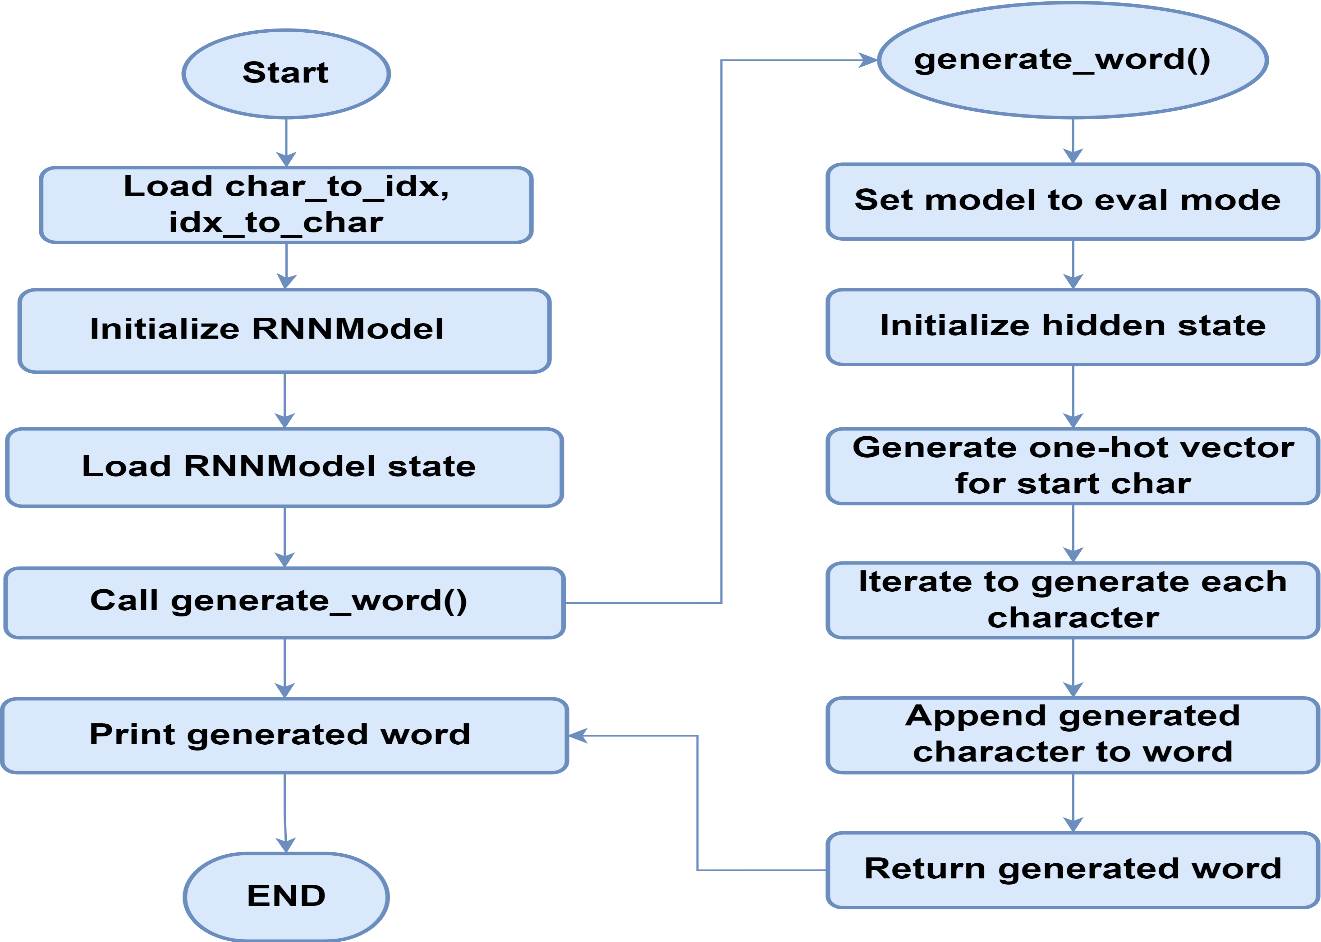 Start
Load char_to_idx,
idx_to_char
Initialize RNNModel
Load RNNModel state
Call generate_word()
Print generated word
END
generate_word()
Set model to eval mode
Initialize hidden state
Generate one-hot vector
for start char
Iterate to generate each
character
Append generated
character to word
Return generated word